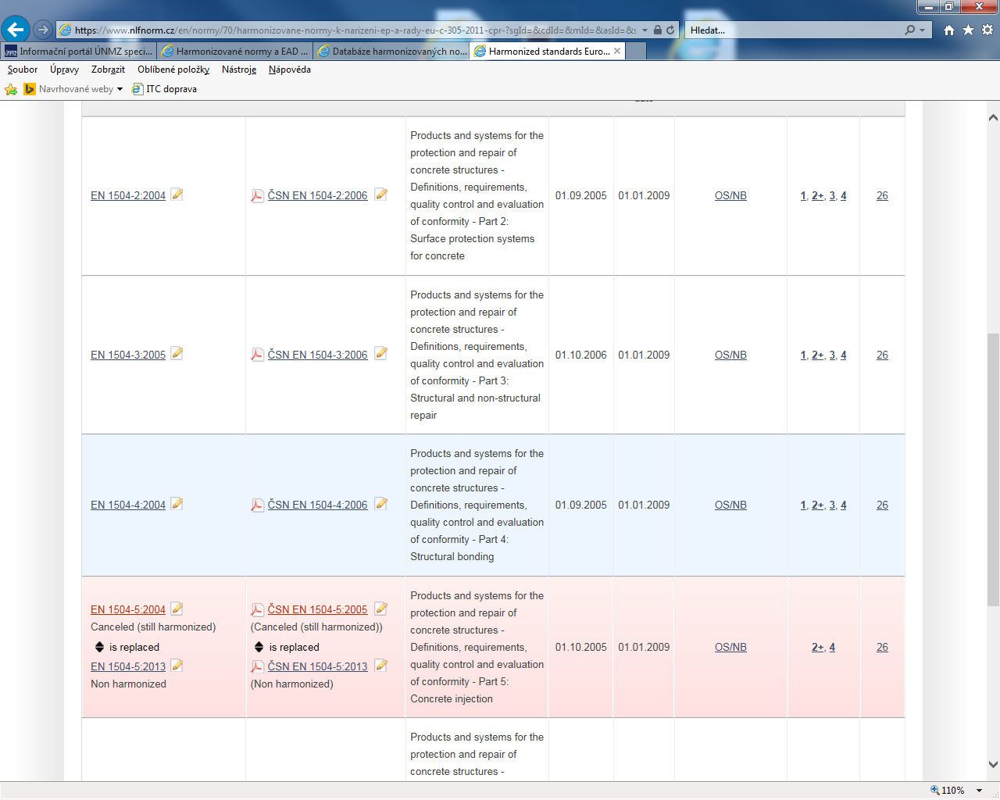 https://www.nlfnorm.cz/en/normy/70/harmonizovane-normy-k-narizeni-ep-a-rady-eu-c-305-2011-cpr-?sgId=&cdId=&mId=&asId=&s
Hledat...
Informační portál ÚNMZ speci...
Harmonizované normy a EAD ...
Databáze harmonizovaných no...
Harmonized standards Euro...
Soubor Úpravy Zobrazit Oblíbené položky Nástroje Nápověda
Navrhované weby
ITC doprava
EN 1504-2:2004
ČSN EN 1504-2:2006
Products and systems for the
protection and repair of
concrete structures -
Definitions, requirements,
quality control and evaluation
of conformity - Part 2:
Surface protection systems
for concrete
01.09.2005
01.01.2009
OS/NB
1, 2+, 3, 4
26
EN 1504-3:2005
ČSN EN 1504-3:2006
Products and systems for the
protection and repair of
concrete structures -
Definitions, requirements,
quality control and evaluation
of conformity - Part 3:
Structural and non-structural
repair
01.10.2006
01.01.2009
OS/NB
1, 2+, 3, 4
26
EN 1504-4:2004
ČSN EN 1504-4:2006
Products and systems for the
protection and repair of
concrete structures -
Definitions, requirements,
quality control and evaluation
of conformity - Part 4:
Structural bonding
01.09.2005
01.01.2009
OS/NB
1, 2+, 3, 4
26
EN 1504-5:2004
Canceled (still harmonized)
is replaced
EN 1504-5:2013
Non harmonized
ČSN EN 1504-5:2005
(Canceled (still harmonized))
is replaced
ČSN EN 1504-5:2013
(Non harmonized)
Products and systems for the
protection and repair of
concrete structures -
Definitions, requirements,
quality control and evaluation
of conformity - Part 5:
Concrete injection
01.10.2005
01.01.2009
OS/NB
2+, 4
26
Products and systems for the
protection and repair of
concrete structures -
110%